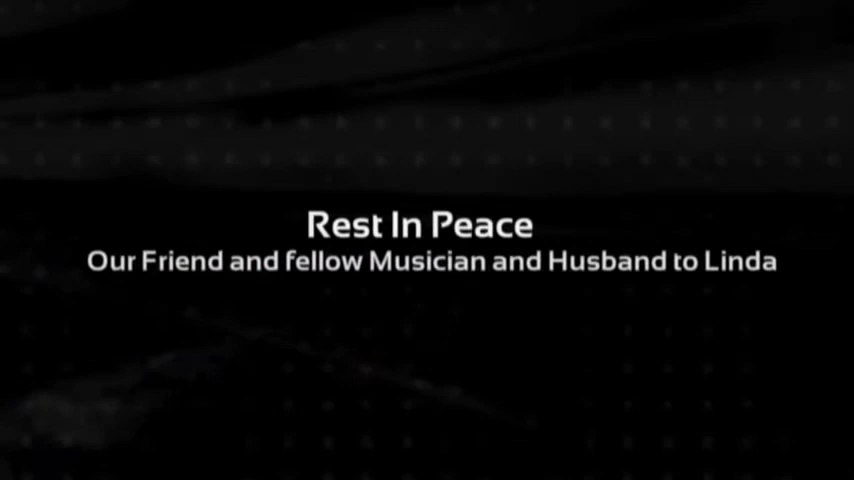 Rest In Peace
Our Friend and fellow Musician and Husband to Linda